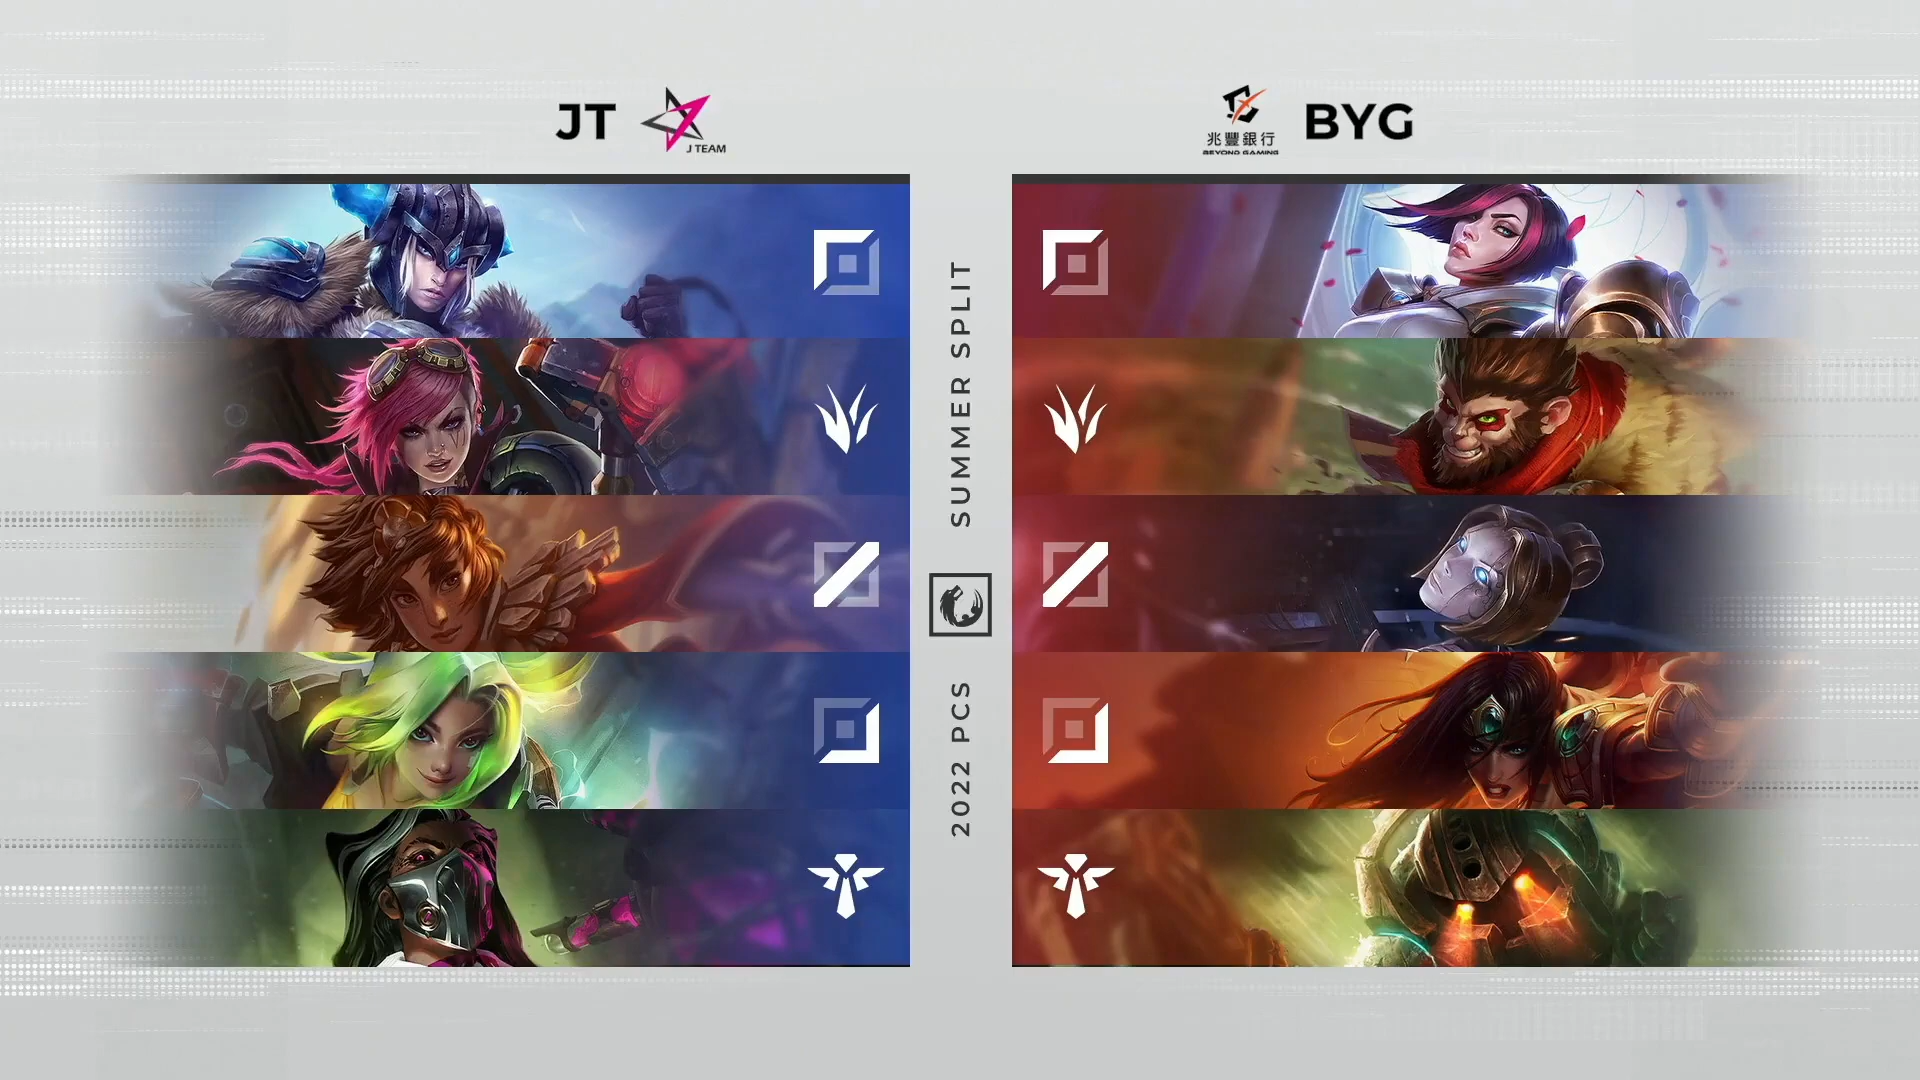 JT
J TEAM
兆豐銀行
BEYOND GAMING
BYG
2022 PCS
SUMMER SPLIT